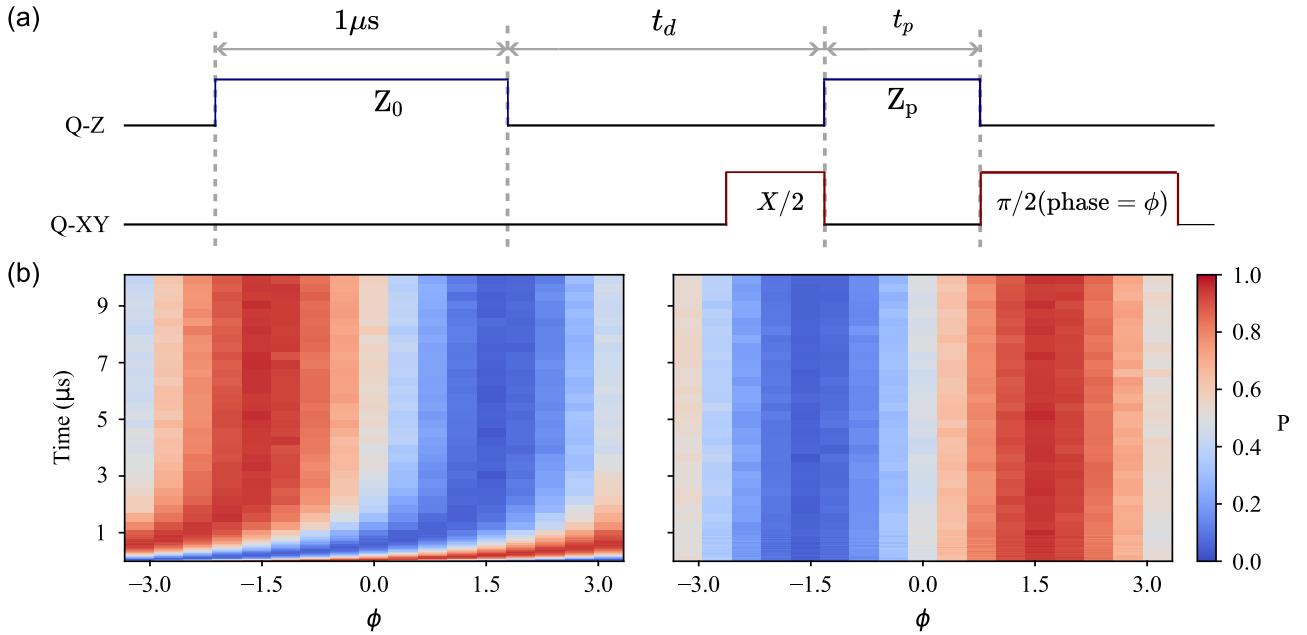 (a)
1μs t_d t_p
Z₀ Z_p
Q-Z
X/2 π/2(phase = ϕ)
Q-XY
(b)
9
7
5
3
1
Time (μs)
−3.0 −1.5 0.0 1.5 3.0
ϕ
−3.0 −1.5 0.0 1.5 3.0
ϕ
1.0
0.8
0.6
0.4
0.2
0.0
P